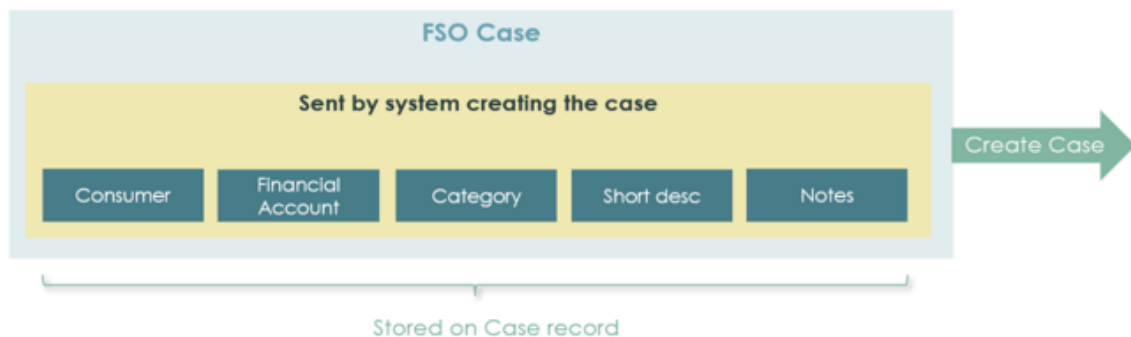 FSO Case
Sent by system creating the case
Consumer
Financial
Account
Category
Short desc
Notes
Create Case
Stored on Case record